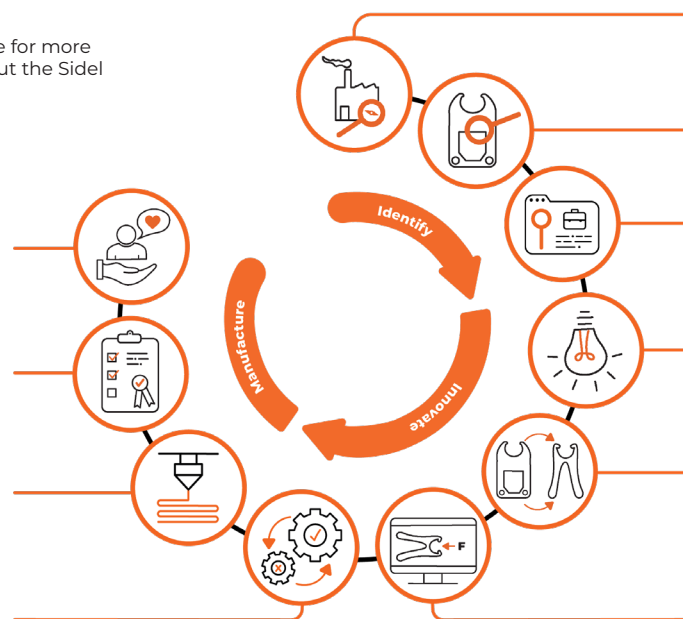 e for more
ut the Sidel
Identify
Innovate
Manufacture
F